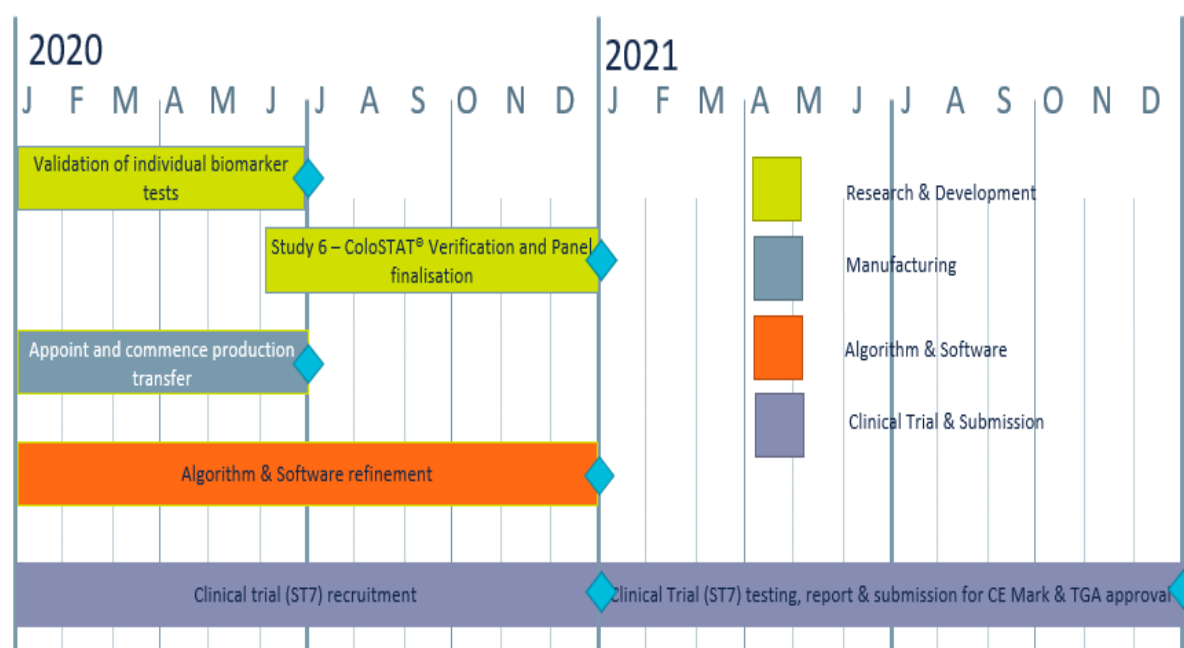 2020
2021
J F M A M J J A S O N D J F M A M J J A S O N D
Validation of individual biomarker
tests
Study 6 – ColoSTAT® Verification and Panel
finalisation
Appoint and commence production
transfer
Algorithm & Software refinement
Clinical trial (ST7) recruitment
Clinical Trial (ST7) testing, report & submission for CE Mark & TGA approval
Research & Development
Manufacturing
Algorithm & Software
Clinical Trial & Submission